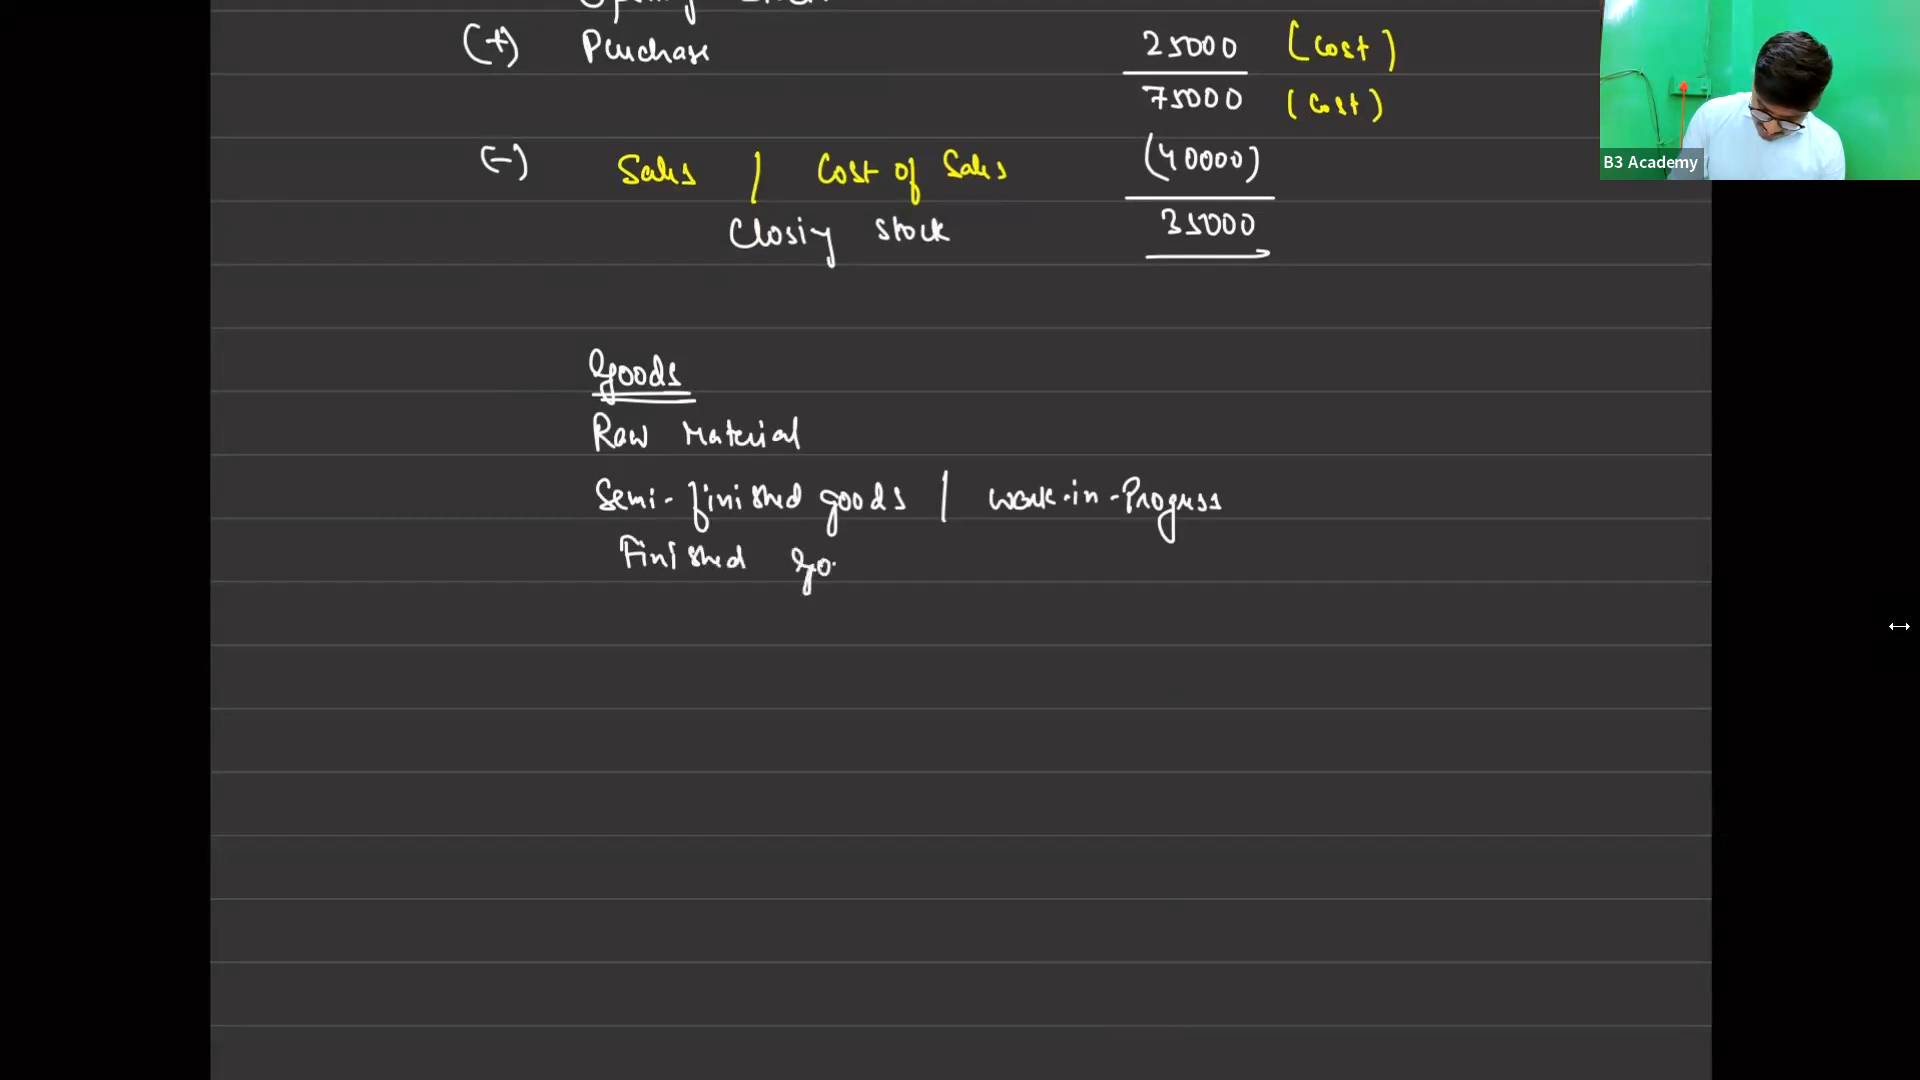 (+) Purchase 25000 (Cost)
75000 (Cost)
(-) Sales | Cost of Sales (40000)
Closing Stock 35000
Goods
Raw Material
Semi-finished goods | Work-in-Progress
Finished go
B3 Academy